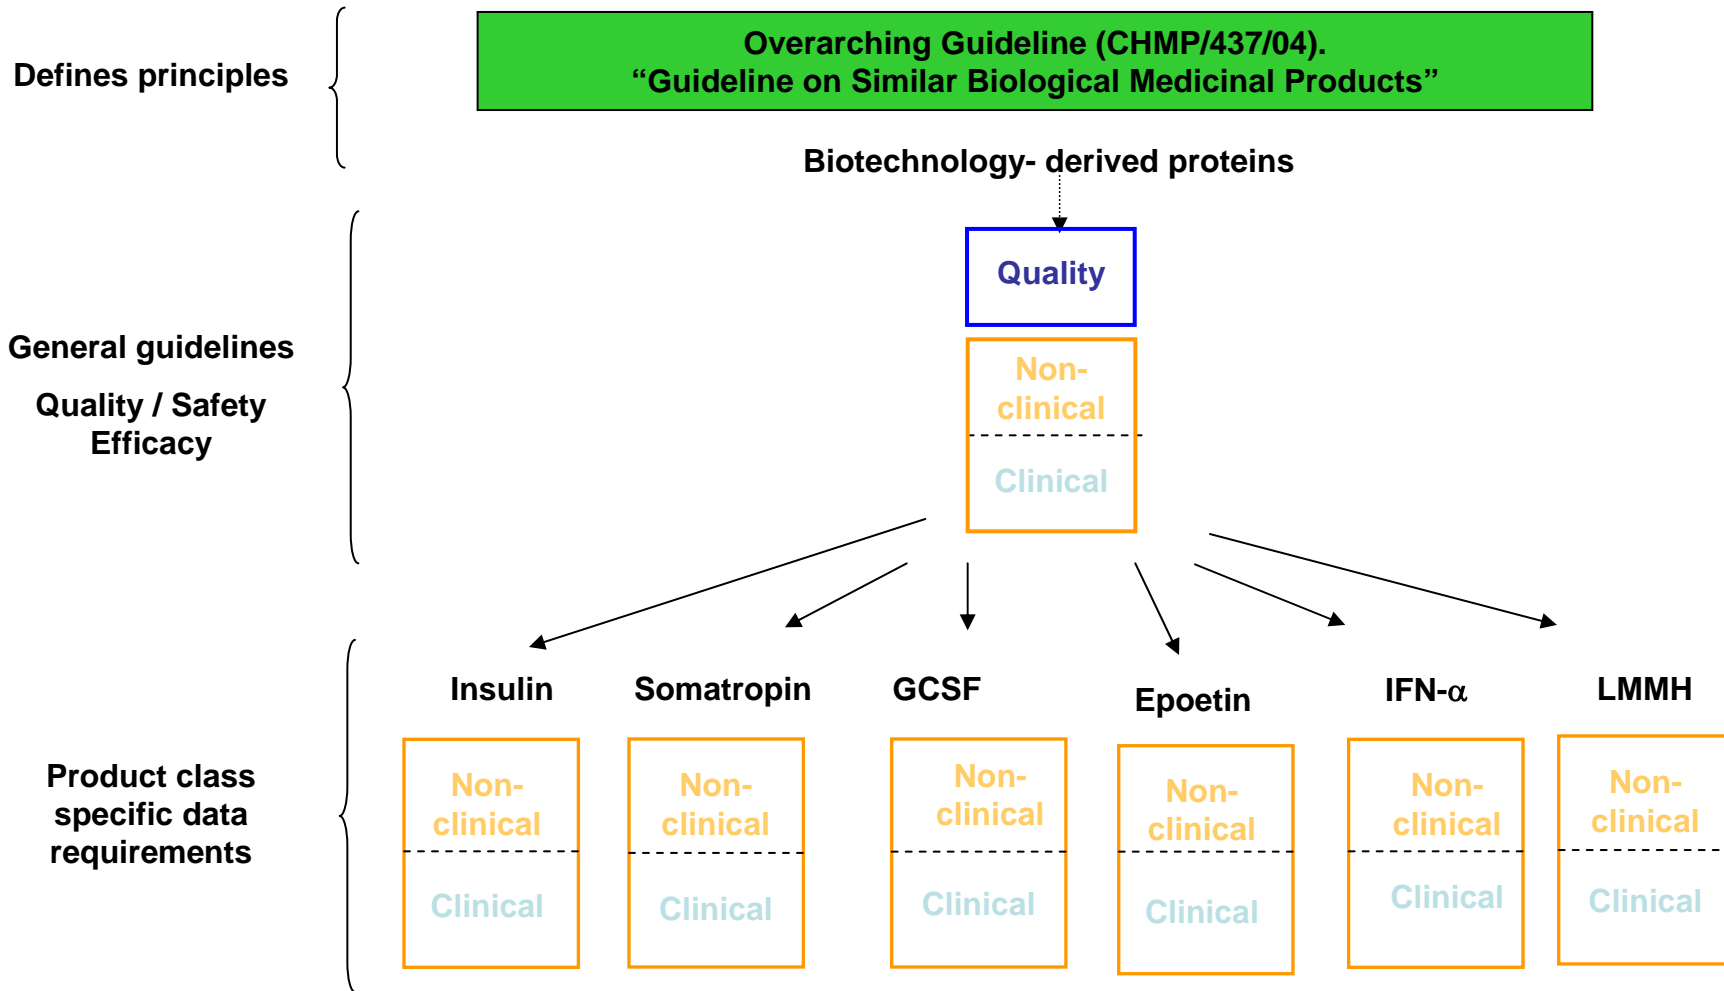 Overarching Guideline (CHMP/437/04).
“Guideline on Similar Biological Medicinal Products”
Defines principles
Biotechnology- derived proteins
Quality
General guidelines
Quality / Safety
Efficacy
Non-
clinical
Clinical
Insulin
Somatropin
GCSF
Epoetin
IFN-α
LMMH
Product class
specific data
requirements
Non-
clinical
Clinical
Non-
clinical
Clinical
Non-
clinical
Clinical
Non-
clinical
Clinical
Non-
clinical
Clinical
Non-
clinical
Clinical